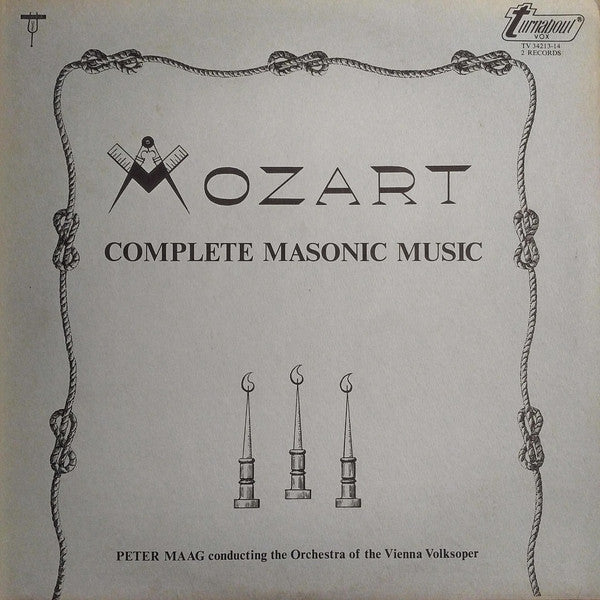 turnabout®
VOX
TV 34213-14
2 RECORDS
MOZART
COMPLETE MASONIC MUSIC
PETER MAAG conducting the Orchestra of the Vienna Volksoper